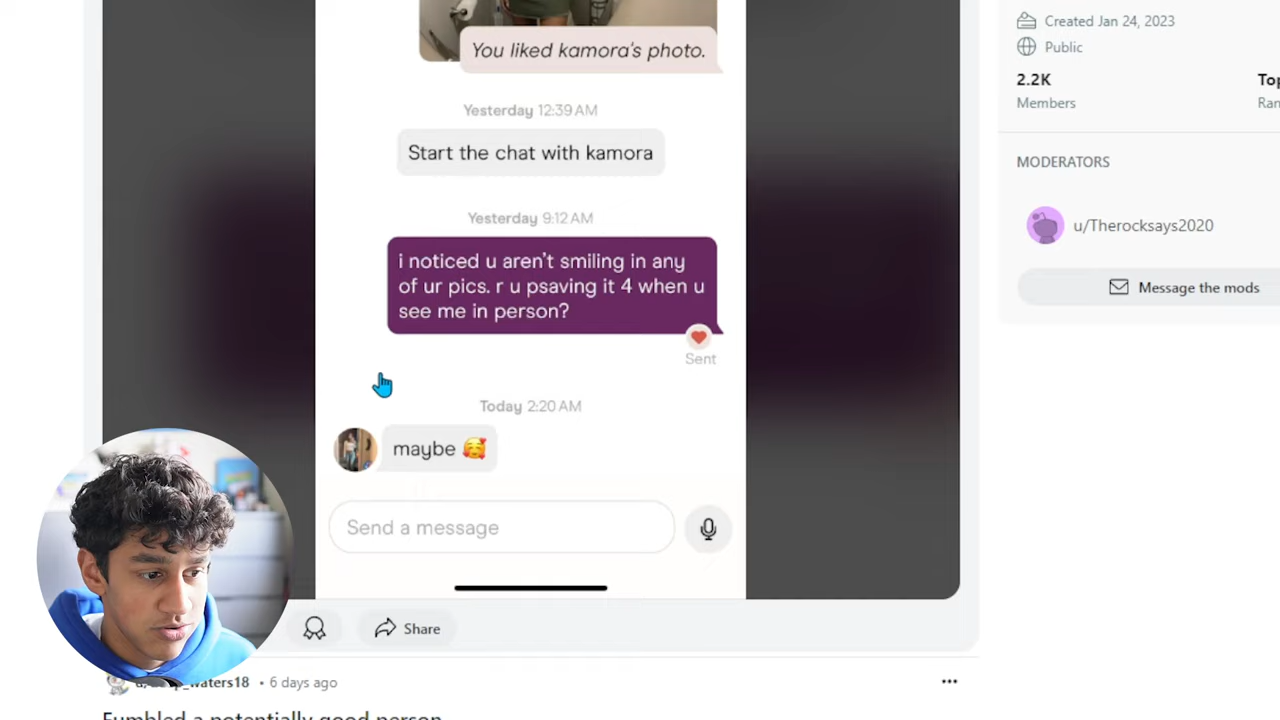 You liked kamora's photo.
Yesterday 12:39 AM
Start the chat with kamora
Yesterday 9:12 AM
i noticed u aren't smiling in any
of ur pics. r u psaving it 4 when u
see me in person?
Sent
Today 2:20 AM
maybe 🥰
Send a message
Share
6 days ago
Fumbled a potentially good person
Created Jan 24, 2023
Public
2.2K
Members
MODERATORS
u/Therocksays2020
Message the mods